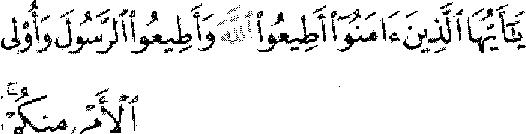 يَٰٓأَيُّهَا ٱلَّذِينَ ءَامَنُوٓا۟ أَطِيعُوا۟ ٱللَّهَ وَأَطِيعُوا۟ ٱلرَّسُولَ وَأُو۟لِى
ٱلْأَمْرِ مِنكُمْ ۖ